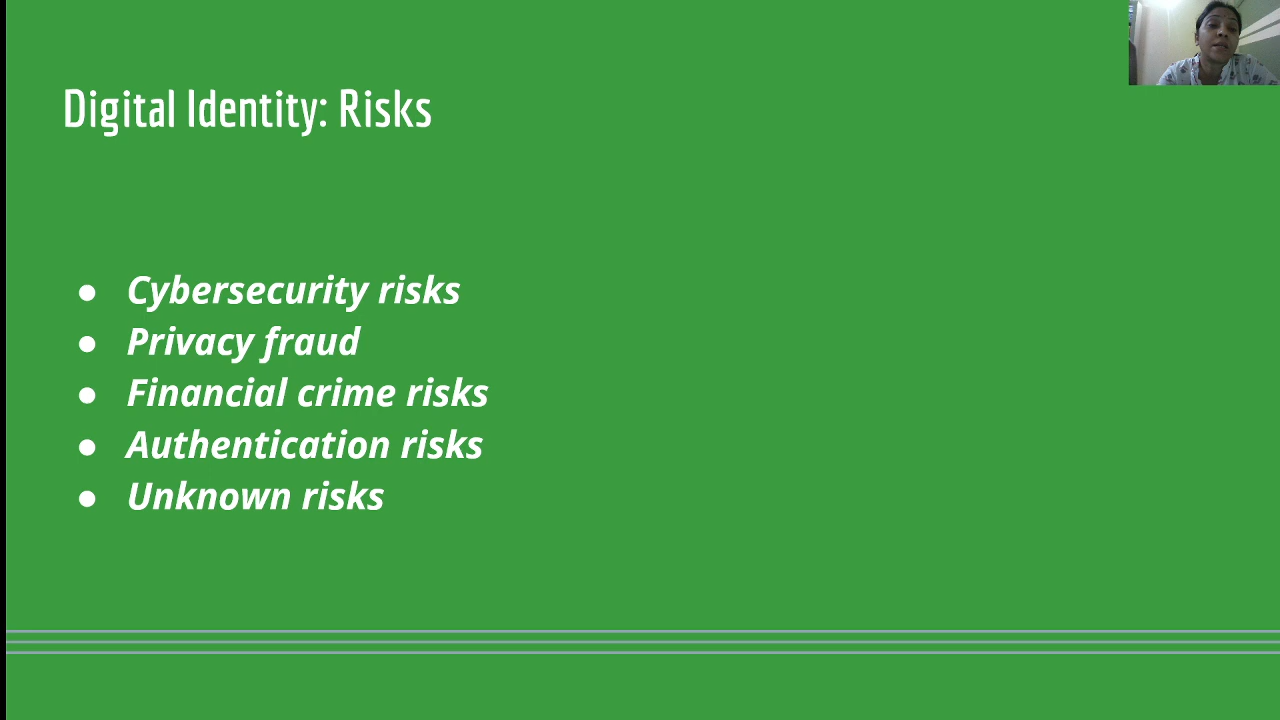 Digital Identity: Risks
● Cybersecurity risks
● Privacy fraud
● Financial crime risks
● Authentication risks
● Unknown risks